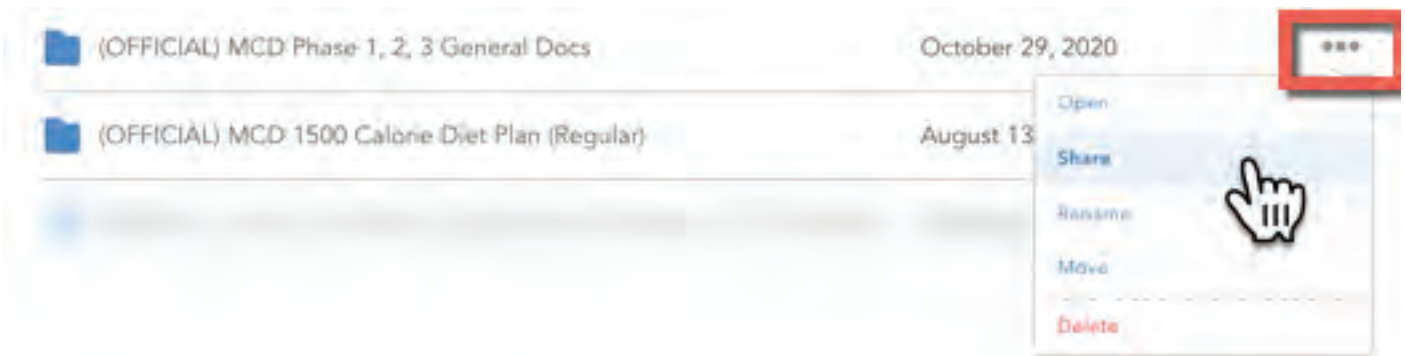 (OFFICIAL) MCD Phase 1, 2, 3 General Docs October 29, 2020
Open
(OFFICIAL) MCD 1500 Calorie Diet Plan (Regular) August 13
Share
Rename
Move
Delete